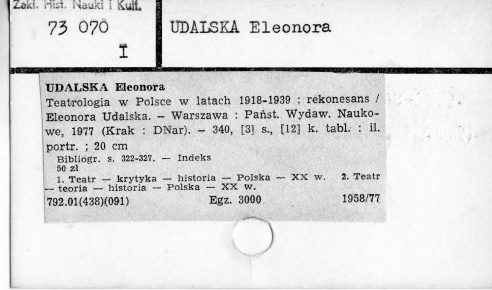 Zakł. Hist. Nauki i Kult.
73 070
I
UDALSKA Eleonora
UDALSKA Eleonora
Teatrologia w Polsce w latach 1918-1939 : rekonesans /
Eleonora Udalska. — Warszawa : Państ. Wydaw. Nauko-
we, 1977 (Krak : DNar). — 340, [3] s., [12] k. tabl. : il.
portr. ; 20 cm
Bibliogr. s. 322-327. — Indeks
50 zł
1. Teatr — krytyka — historia — Polska — XX w. 2. Teatr
— teoria — historia — Polska — XX w.
792.01(438)(091) Egz. 3000 1958/77